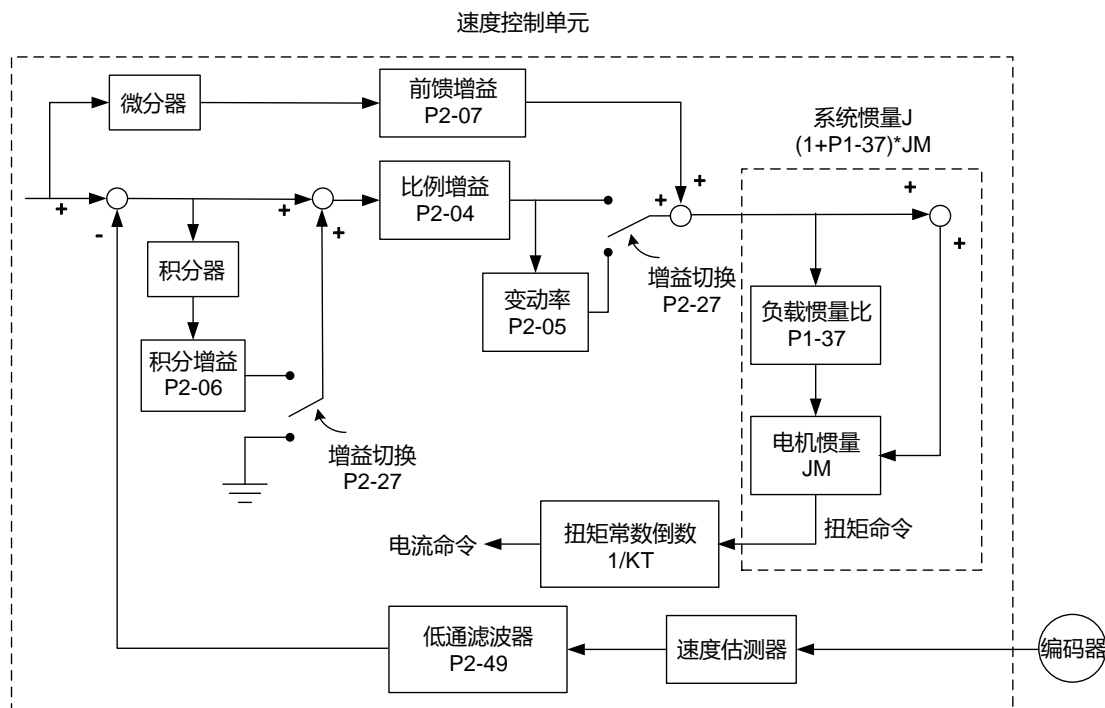 速度控制单元
微分器
前馈增益
P2-07
系统惯量J
(1+P1-37)*JM
+
+
+
+
+
比例增益
P2-04
+
+
+
-
积分器
变动率
P2-05
增益切换
P2-27
负载惯量比
P1-37
积分增益
P2-06
增益切换
P2-27
电机惯量
JM
电流命令
扭矩常数倒数
1/KT
扭矩命令
低通滤波器
P2-49
速度估测器
编码器